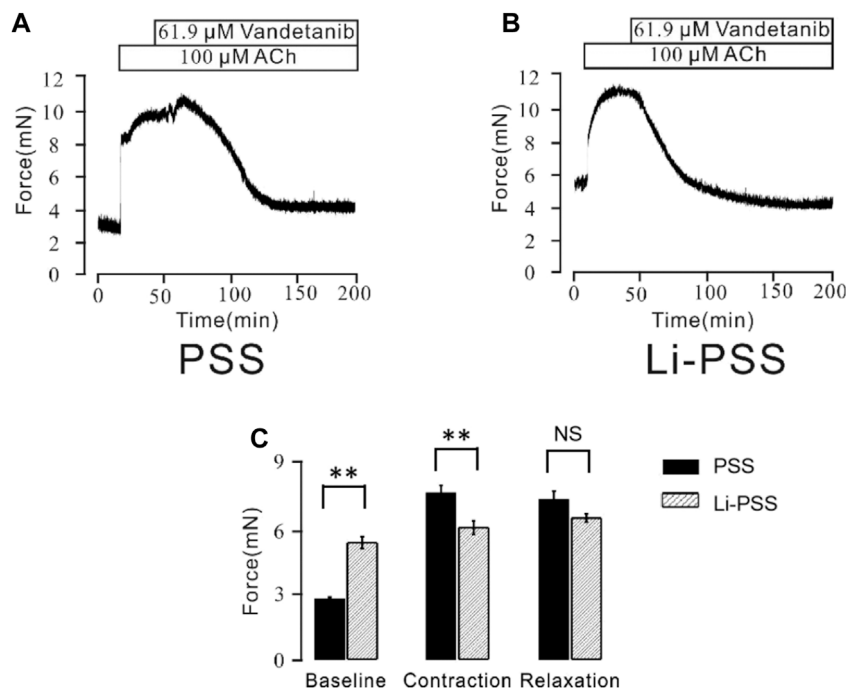 A
61.9 µM Vandetanib
100 µM ACh
12
10
8
6
4
2
0
Force(mN)
0
50
100
150
200
Time(min)
PSS
B
61.9 µM Vandetanib
100 µM ACh
12
10
8
6
4
2
0
Force(mN)
0
50
100
150
200
Time(min)
Li-PSS
C
9
6
3
0
Force(mN)
**
**
NS
PSS
Li-PSS
Baseline Contraction Relaxation